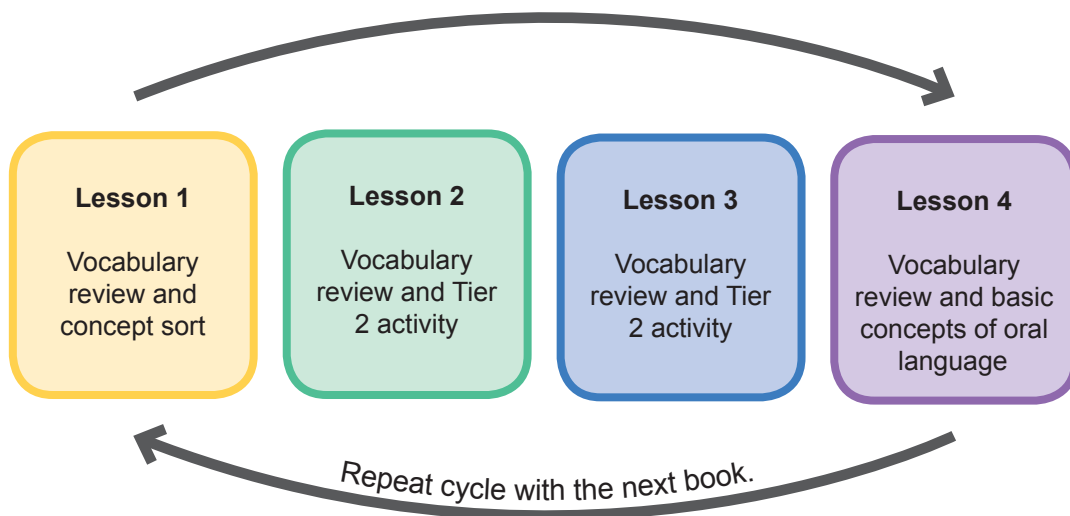 Lesson 1
Vocabulary
review and
concept sort
Lesson 2
Vocabulary
review and Tier
2 activity
Lesson 3
Vocabulary
review and Tier
2 activity
Lesson 4
Vocabulary
review and basic
concepts of oral
language
Repeat cycle with the next book.